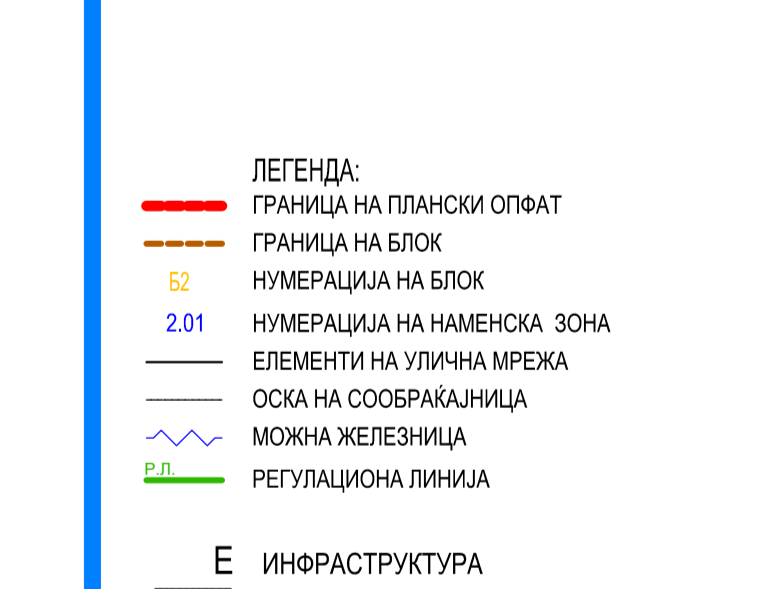 ЛЕГЕНДА:
ГРАНИЦА НА ПЛАНСКИ ОПФАТ
ГРАНИЦА НА БЛОК
Б2 НУМЕРАЦИЈА НА БЛОК
2.01 НУМЕРАЦИЈА НА НАМЕНСКА ЗОНА
ЕЛЕМЕНТИ НА УЛИЧНА МРЕЖА
ОСКА НА СООБРАЌАЈНИЦА
МОЖНА ЖЕЛЕЗНИЦА
Р.Л. РЕГУЛАЦИОНА ЛИНИЈА
Е ИНФРАСТРУКТУРА